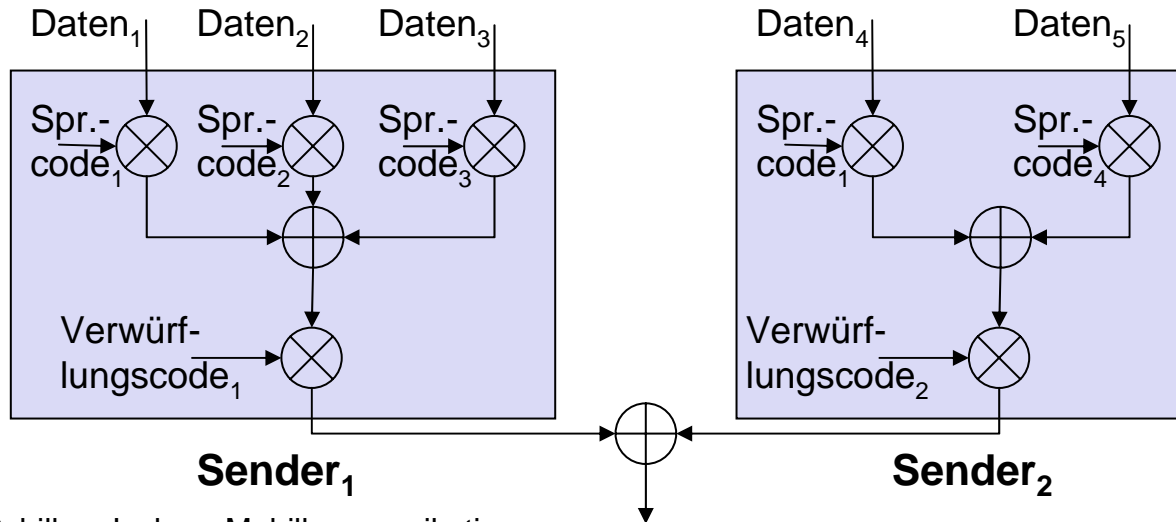 Daten₁ Daten₂ Daten₃ Daten₄ Daten₅
Spr.-
code₁
Spr.-
code₂
Spr.-
code₃
Spr.-
code₁
Spr.-
code₄
Verwürf-
lungscode₁
Verwürf-
lungscode₂
Sender₁ Sender₂